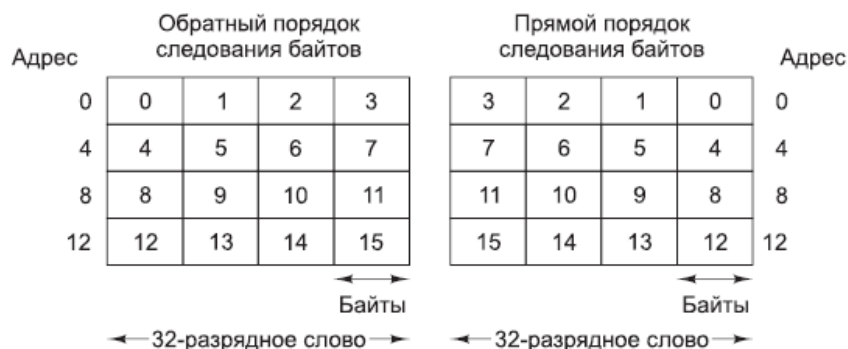 Обратный порядок
следования байтов
Прямой порядок
следования байтов
Адрес
Адрес
0 0 1 2 3 3 2 1 0 0
4 4 5 6 7 7 6 5 4 4
8 8 9 10 11 11 10 9 8 8
12 12 13 14 15 15 14 13 12 12
Байты Байты
32-разрядное слово 32-разрядное слово